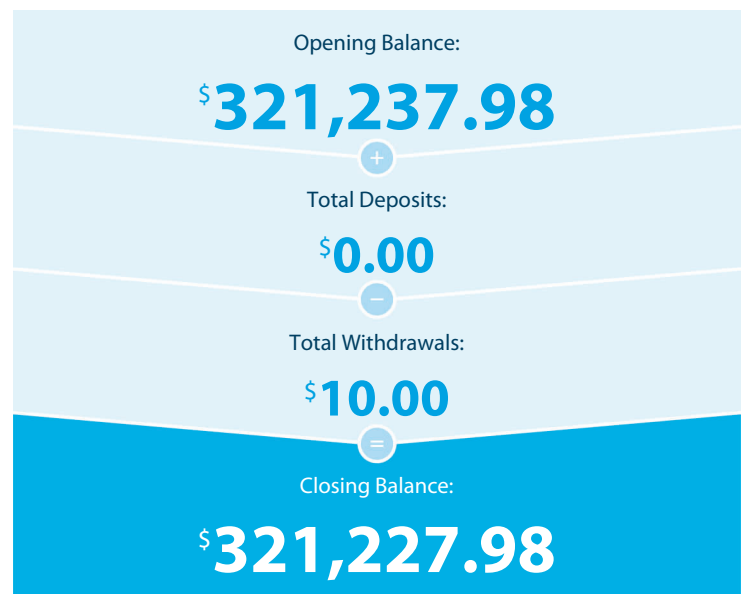 Opening Balance:
$321,237.98
+
Total Deposits:
$0.00
−
Total Withdrawals:
$10.00
=
Closing Balance:
$321,227.98